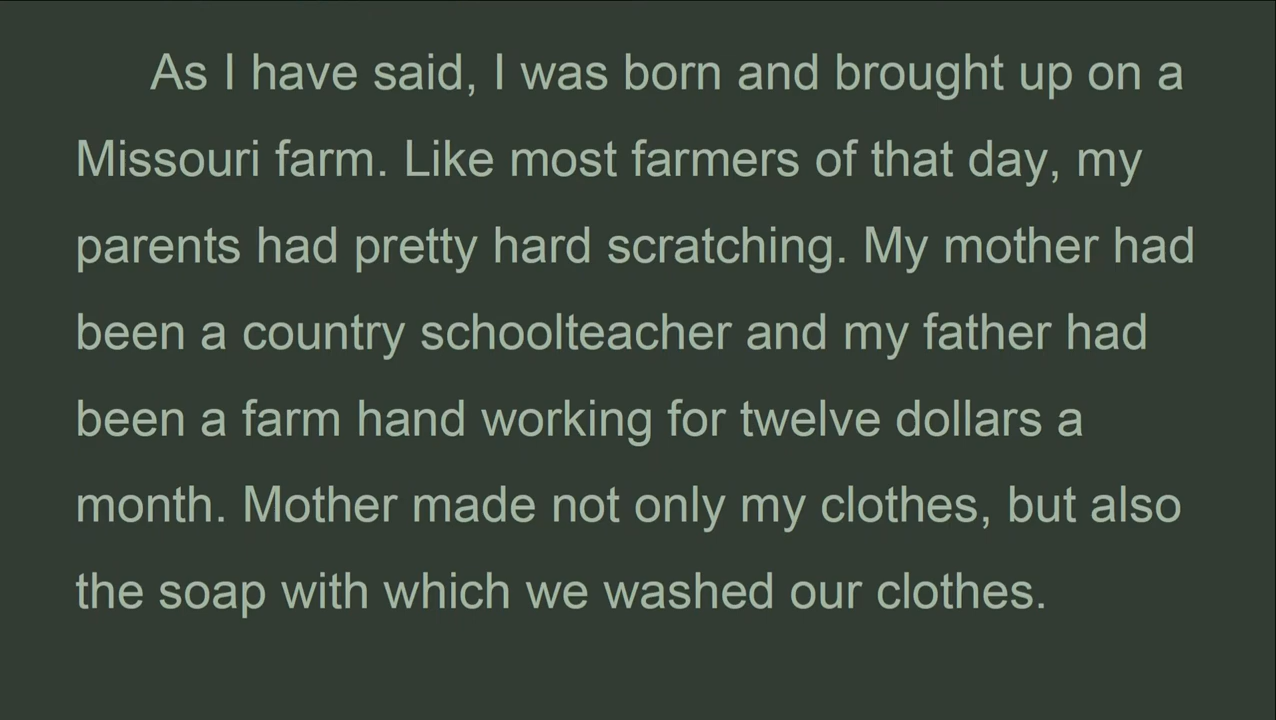 As I have said, I was born and brought up on a
Missouri farm. Like most farmers of that day, my
parents had pretty hard scratching. My mother had
been a country schoolteacher and my father had
been a farm hand working for twelve dollars a
month. Mother made not only my clothes, but also
the soap with which we washed our clothes.